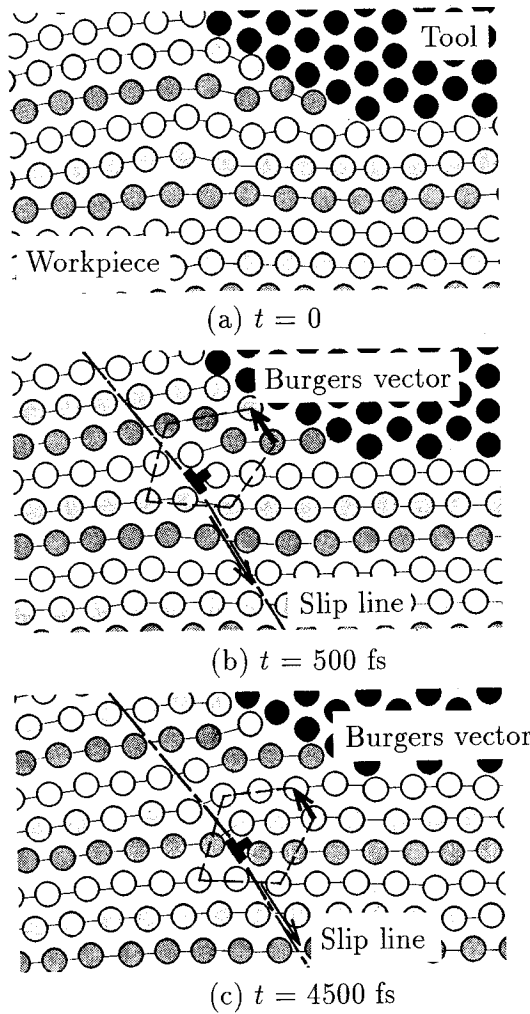 Tool
Workpiece
(a) t = 0
Burgers vector
Slip line
(b) t = 500 fs
Burgers vector
Slip line
(c) t = 4500 fs